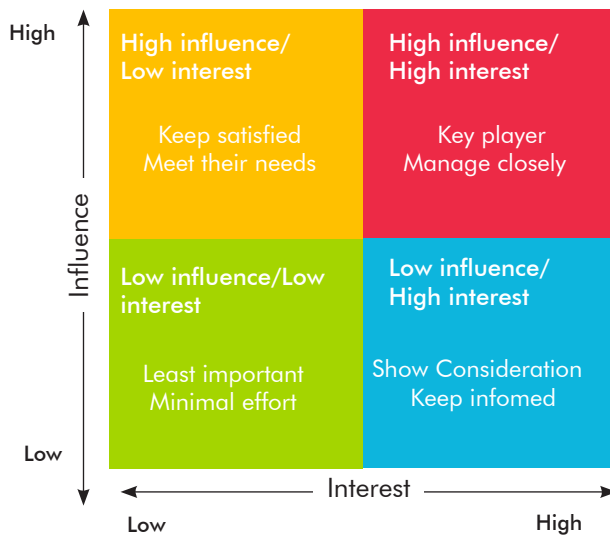 High
High influence/
Low interest
Keep satisfied
Meet their needs
High influence/
High interest
Key player
Manage closely
Influence
Low influence/Low
interest
Least important
Minimal effort
Low influence/
High interest
Show Consideration
Keep infomed
Low
Interest
Low
High